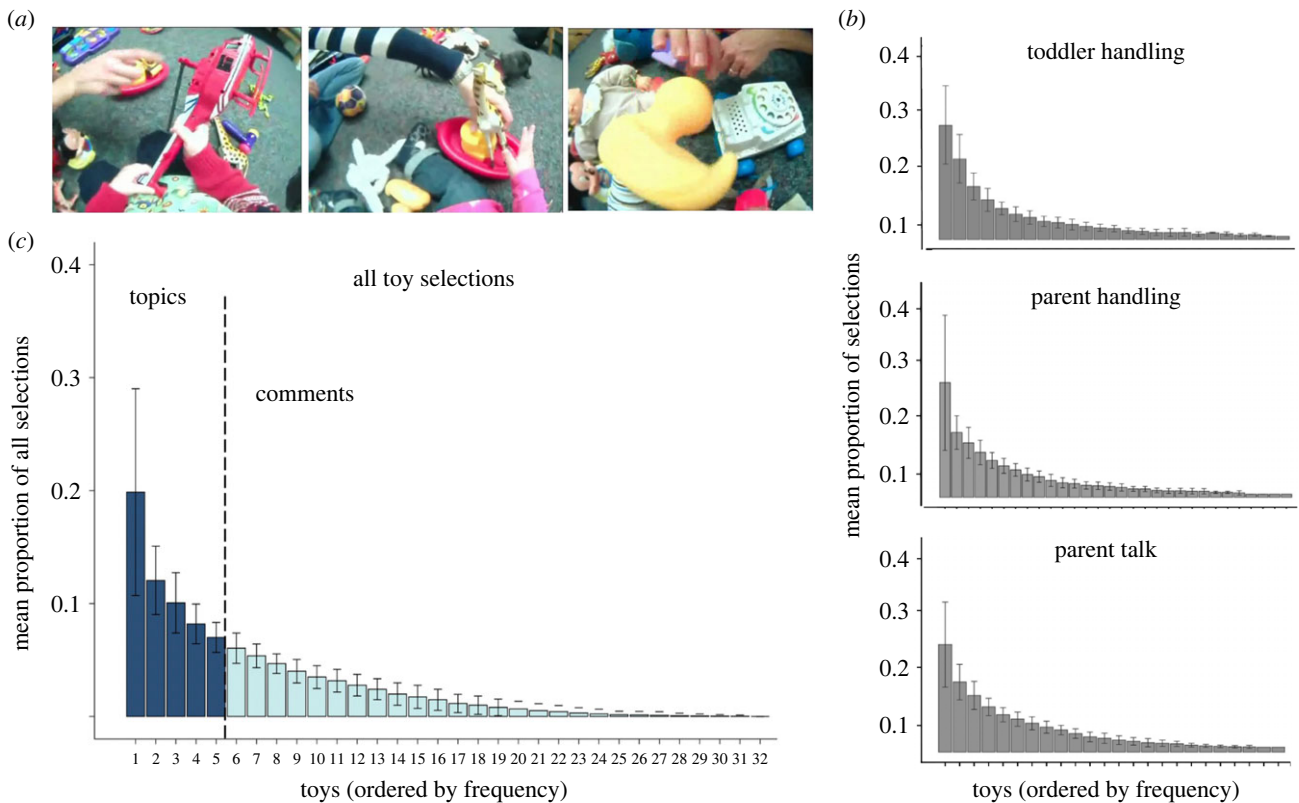 (a)
(b)
toddler handling
0.4
0.3
0.2
0.1
parent handling
0.4
0.3
0.2
0.1
parent talk
0.4
0.3
0.2
0.1
mean proportion of selections
toys (ordered by frequency)
(c)
all toy selections
topics
comments
0.4
0.3
0.2
0.1
mean proportion of all selections
1 2 3 4 5 6 7 8 9 10 11 12 13 14 15 16 17 18 19 20 21 22 23 24 25 26 27 28 29 30 31 32
toys (ordered by frequency)